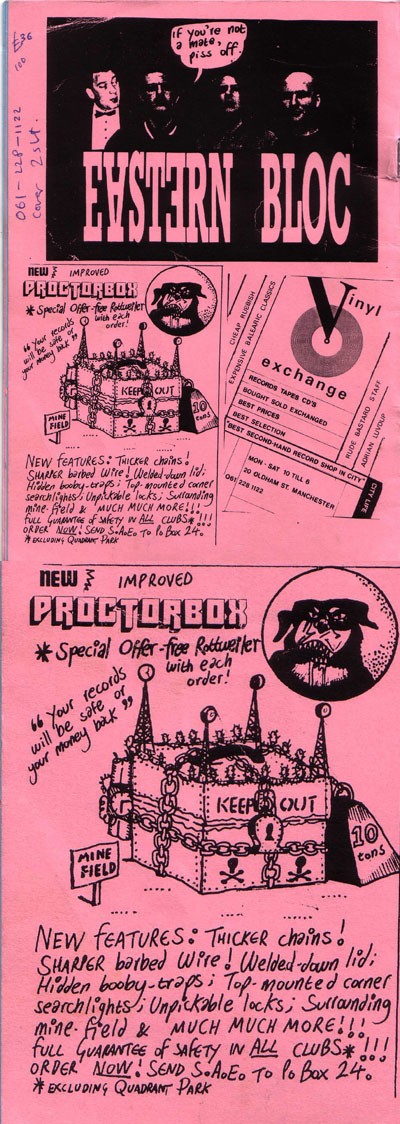 E36
100
061-228-1122
cover 2 slt.
if you're not
a mate,
piss off.
EASTERN BLOC
NEW & IMPROVED
PROCTORBOX
* Special Offer-free Rottweiler
with each
order!
"Your records
will be safe or
your money back"
KEEP OUT
10
tons
MINE
FIELD
NEW FEATURES: THICKER chains!
SHARPER barbed Wire! Welded-down lid;
Hidden booby-traps; Top-mounted corner
searchlights; Unpickable locks; Surrounding
mine-field & MUCH MUCH MORE!!!
FULL GUARANTEE of SAFETY IN ALL CLUBS*!!!
ORDER NOW! SEND S.A.E. TO P.O Box 24.
* EXCLUDING QUADRANT PARK
CHEAP RUBBISH
EXPENSIVE BALEARIC CLASSICS
Vinyl
exchange
RECORDS TAPES CD'S
BOUGHT SOLD EXCHANGED
BEST PRICES
BEST SELECTION
BEST SECOND-HAND RECORD SHOP IN CITY
CITY LIFE
MON - SAT 10 TILL 6
20 OLDHAM ST. MANCHESTER
061 228 1122
RUDE BASTARD STAFF
ADRIAN LUVDUP
NEW & IMPROVED
PROCTORBOX
* Special Offer-free Rottweiler
with each
order!
"Your records
will be safe or
your money back"
KEEP OUT
10
tons
MINE
FIELD
NEW FEATURES: THICKER chains!
SHARPER barbed Wire! Welded-down lid;
Hidden booby-traps; Top-mounted corner
searchlights; Unpickable locks; Surrounding
mine-field & MUCH MUCH MORE!!!
FULL GUARANTEE of SAFETY IN ALL CLUBS*!!!
ORDER NOW! SEND S.A.E. TO P.O Box 24.
* EXCLUDING QUADRANT PARK